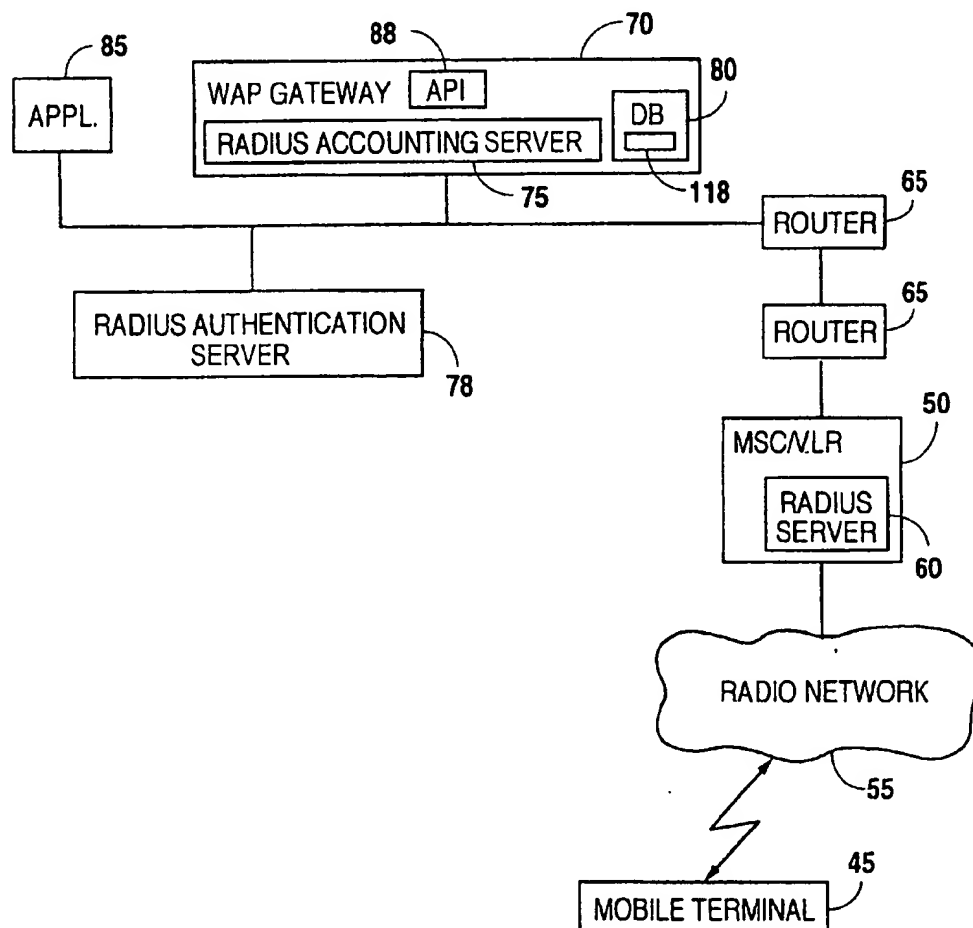 85
APPL.
88
70
WAP GATEWAY
API
80
DB
RADIUS ACCOUNTING SERVER
75
118
65
ROUTER
65
ROUTER
RADIUS AUTHENTICATION
SERVER
78
50
MSC/VLR
RADIUS
SERVER
60
RADIO NETWORK
55
45
MOBILE TERMINAL